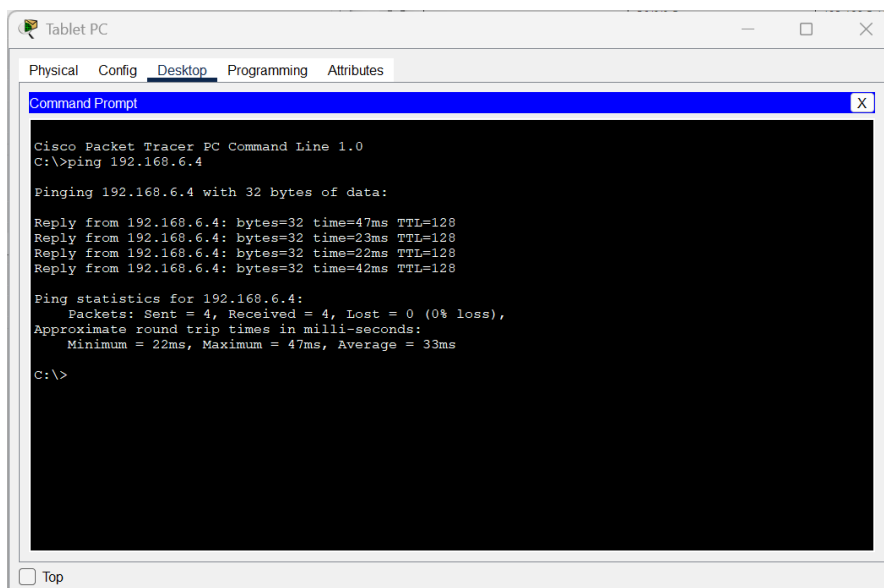 Tablet PC
Physical Config Desktop Programming Attributes
Command Prompt X
Cisco Packet Tracer PC Command Line 1.0
C:\>ping 192.168.6.4
Pinging 192.168.6.4 with 32 bytes of data:
Reply from 192.168.6.4: bytes=32 time=47ms TTL=128
Reply from 192.168.6.4: bytes=32 time=23ms TTL=128
Reply from 192.168.6.4: bytes=32 time=22ms TTL=128
Reply from 192.168.6.4: bytes=32 time=42ms TTL=128
Ping statistics for 192.168.6.4:
Packets: Sent = 4, Received = 4, Lost = 0 (0% loss),
Approximate round trip times in milli-seconds:
Minimum = 22ms, Maximum = 47ms, Average = 33ms
C:\>
Top